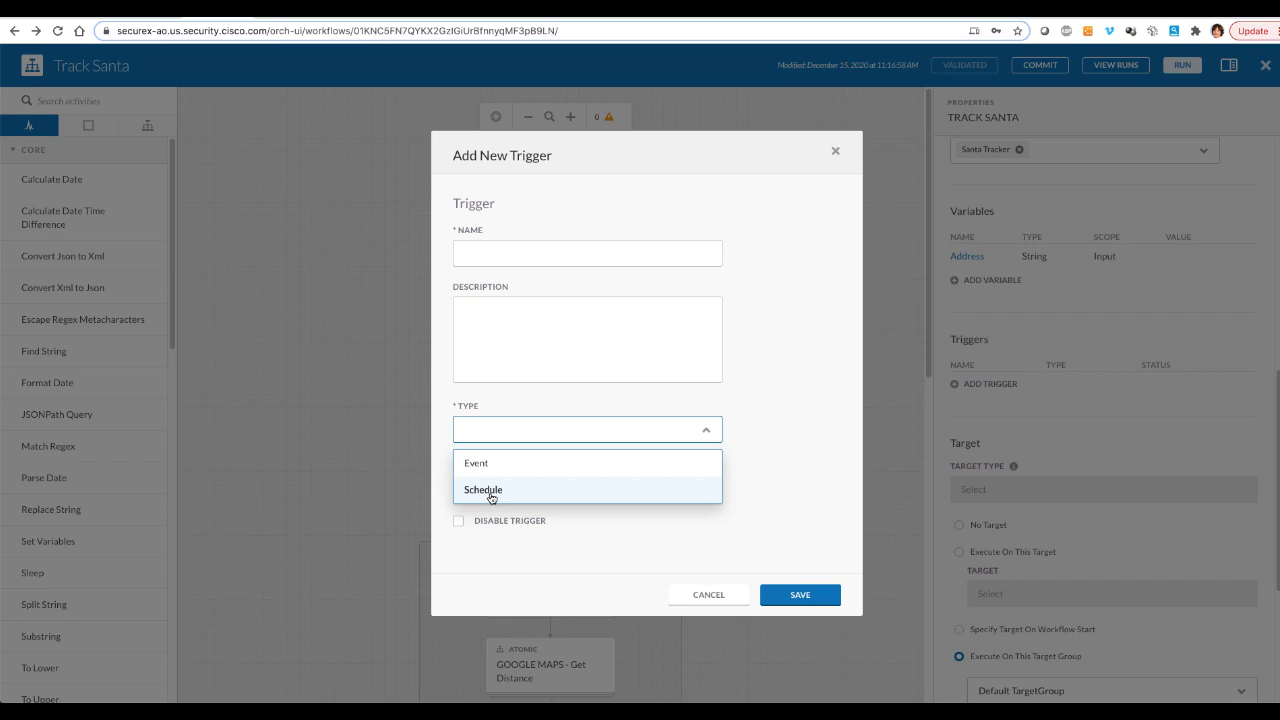 securex-ao.us.security.cisco.com/orch-ui/workflows/01KNC5FN7QYKX2GzIGiUrBfnnyqMF3pB9LN/
Update
Track Santa
Modified: December 15, 2020 at 11:16:58 AM
VALIDATED
COMMIT
VIEW RUNS
RUN
Search activities
CORE
Calculate Date
Calculate Date Time
Difference
Convert Json to Xml
Convert Xml to Json
Escape Regex Metacharacters
Find String
Format Date
JSONPath Query
Match Regex
Parse Date
Replace String
Set Variables
Sleep
Split String
Substring
To Lower
To Upper
0
Add New Trigger
Trigger
* NAME
DESCRIPTION
* TYPE
Event
Schedule
DISABLE TRIGGER
CANCEL
SAVE
ATOMIC
GOOGLE MAPS - Get
Distance
PROPERTIES
TRACK SANTA
Santa Tracker
Variables
NAME TYPE SCOPE VALUE
Address String Input
ADD VARIABLE
Triggers
NAME TYPE STATUS
ADD TRIGGER
Target
TARGET TYPE
Select
No Target
Execute On This Target
TARGET
Select
Specify Target On Workflow Start
Execute On This Target Group
Default TargetGroup